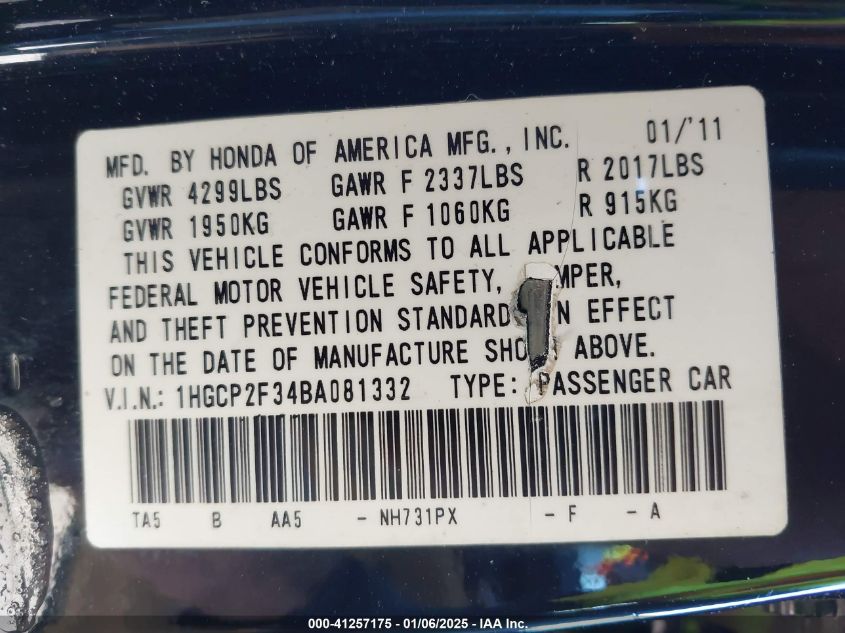 MFD. BY HONDA OF AMERICA MFG., INC. 01/'11
GVWR 4299LBS GAWR F 2337LBS R 2017LBS
GVWR 1950KG GAWR F 1060KG R 915KG
THIS VEHICLE CONFORMS TO ALL APPLICABLE
FEDERAL MOTOR VEHICLE SAFETY, MPER,
AND THEFT PREVENTION STANDARD N EFFECT
ON THE DATE OF MANUFACTURE SHO ABOVE.
V.I.N.: 1HGCP2F34BA081332 TYPE: PASSENGER CAR
TA5 B AA5 - NH731PX - F - A
000-41257175 - 01/06/2025 - IAA Inc.